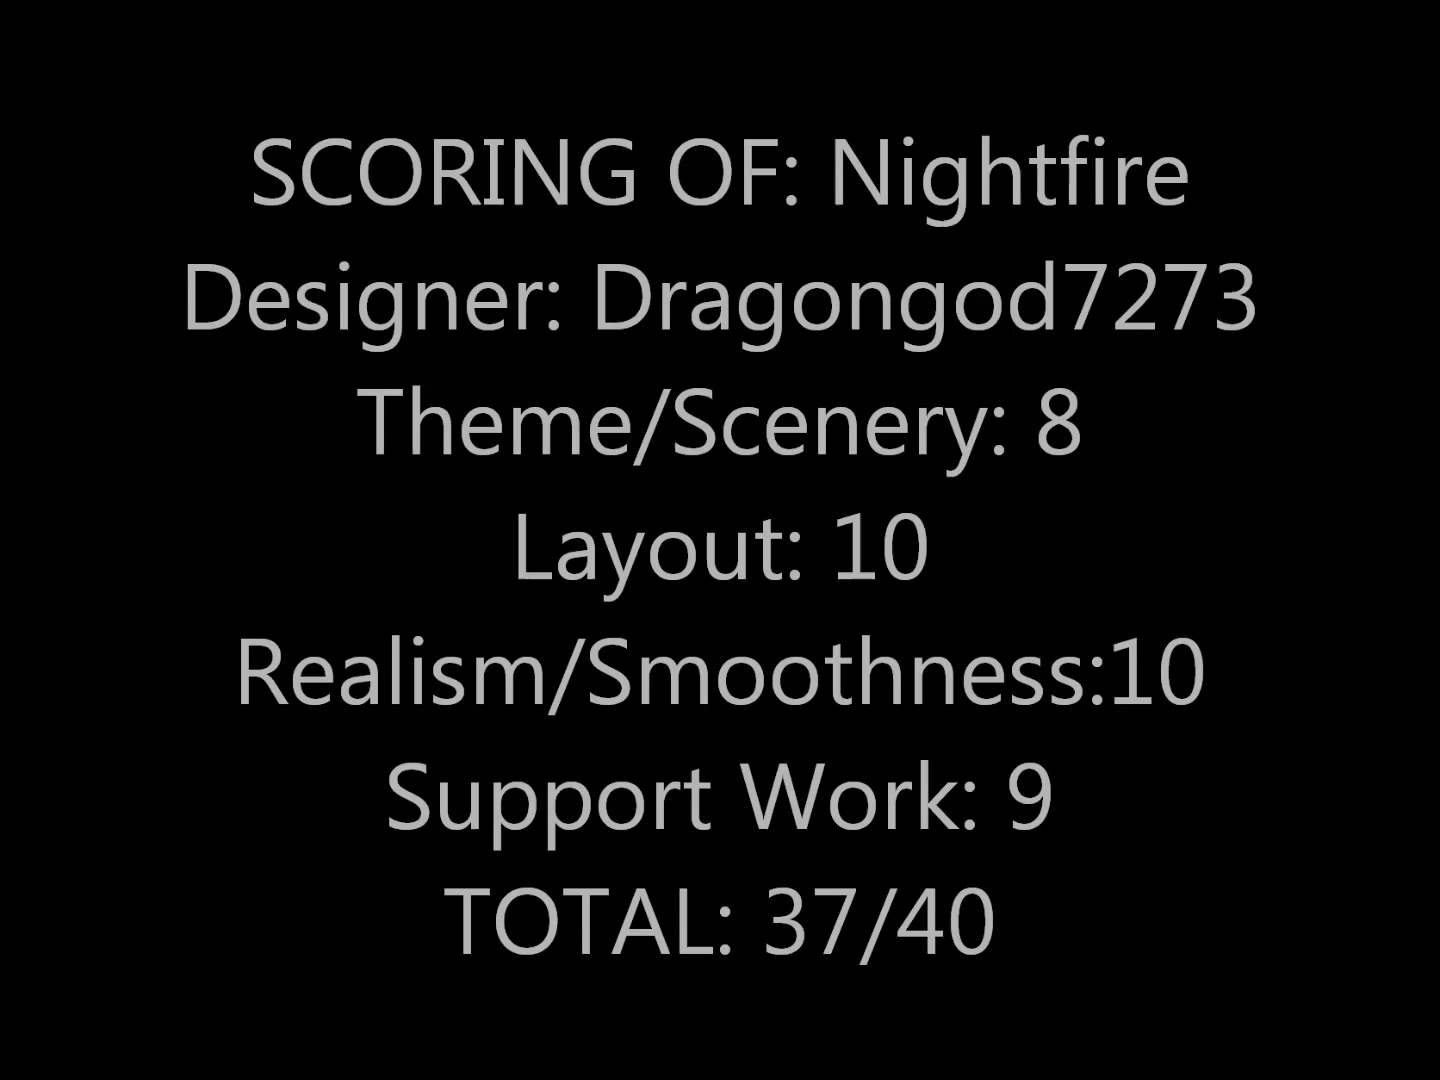 SCORING OF: Nightfire
Designer: Dragongod7273
Theme/Scenery: 8
Layout: 10
Realism/Smoothness:10
Support Work: 9
TOTAL: 37/40